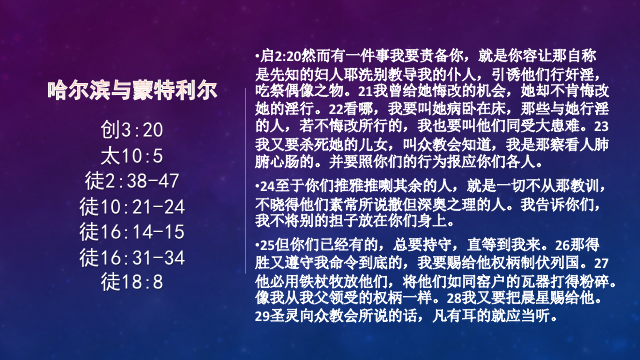 哈尔滨与蒙特利尔
创3:20
太10:5
徒2:38-47
徒10:21-24
徒16:14-15
徒16:31-34
徒18:8
•启2:20然而有一件事我要责备你，就是你容让那自称
是先知的妇人耶洗别教导我的仆人，引诱他们行奸淫，
吃祭偶像之物。21我曾给她悔改的机会，她却不肯悔改
她的淫行。22看哪，我要叫她病卧在床，那些与她行淫
的人，若不悔改所行的，我也要叫他们同受大患难。23
我又要杀死她的儿女，叫众教会知道，我是那察看人肺
腑心肠的。并要照你们的行为报应你们各人。
•24至于你们推雅推喇其余的人，就是一切不从那教训，
不晓得他们素常所说撒但深奥之理的人。我告诉你们，
我不将别的担子放在你们身上。
•25但你们已经有的，总要持守，直等到我来。26那得
胜又遵守我命令到底的，我要赐给他权柄制伏列国。27
他必用铁杖牧放他们，将他们如同窑户的瓦器打得粉碎。
像我从我父领受的权柄一样。28我又要把晨星赐给他。
29圣灵向众教会所说的话，凡有耳的就应当听。